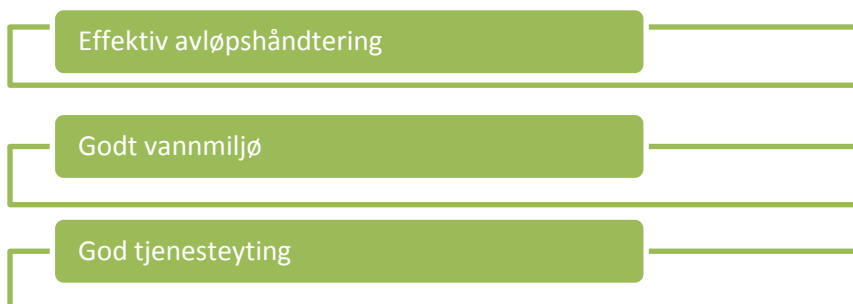 Effektiv avløpshåndtering
Godt vannmiljø
God tjenesteyting